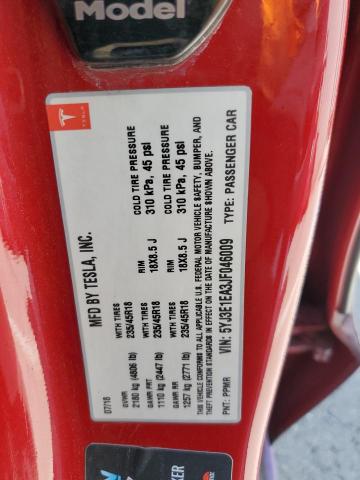 Model
TESLA
MFD BY TESLA, INC.
07/18
GVWR WITH TIRES RIM COLD TIRE PRESSURE
2180 kg (4806 lb) 235/45R18 18X8.5 J 310 kPa, 45 psi
GAWR FRT WITH TIRES RIM COLD TIRE PRESSURE
1110 kg (2447 lb) 235/45R18 18X8.5 J 310 kPa, 45 psi
GAWR RR
1257 kg (2771 lb)
THIS VEHICLE CONFORMS TO ALL APPLICABLE U.S. FEDERAL MOTOR VEHICLE SAFETY, BUMPER, AND
THEFT PREVENTION STANDARDS IN EFFECT ON THE DATE OF MANUFACTURE SHOWN ABOVE.
VIN: 5YJ3E1EA3JF046009 TYPE: PASSENGER CAR
PNT: PPMR